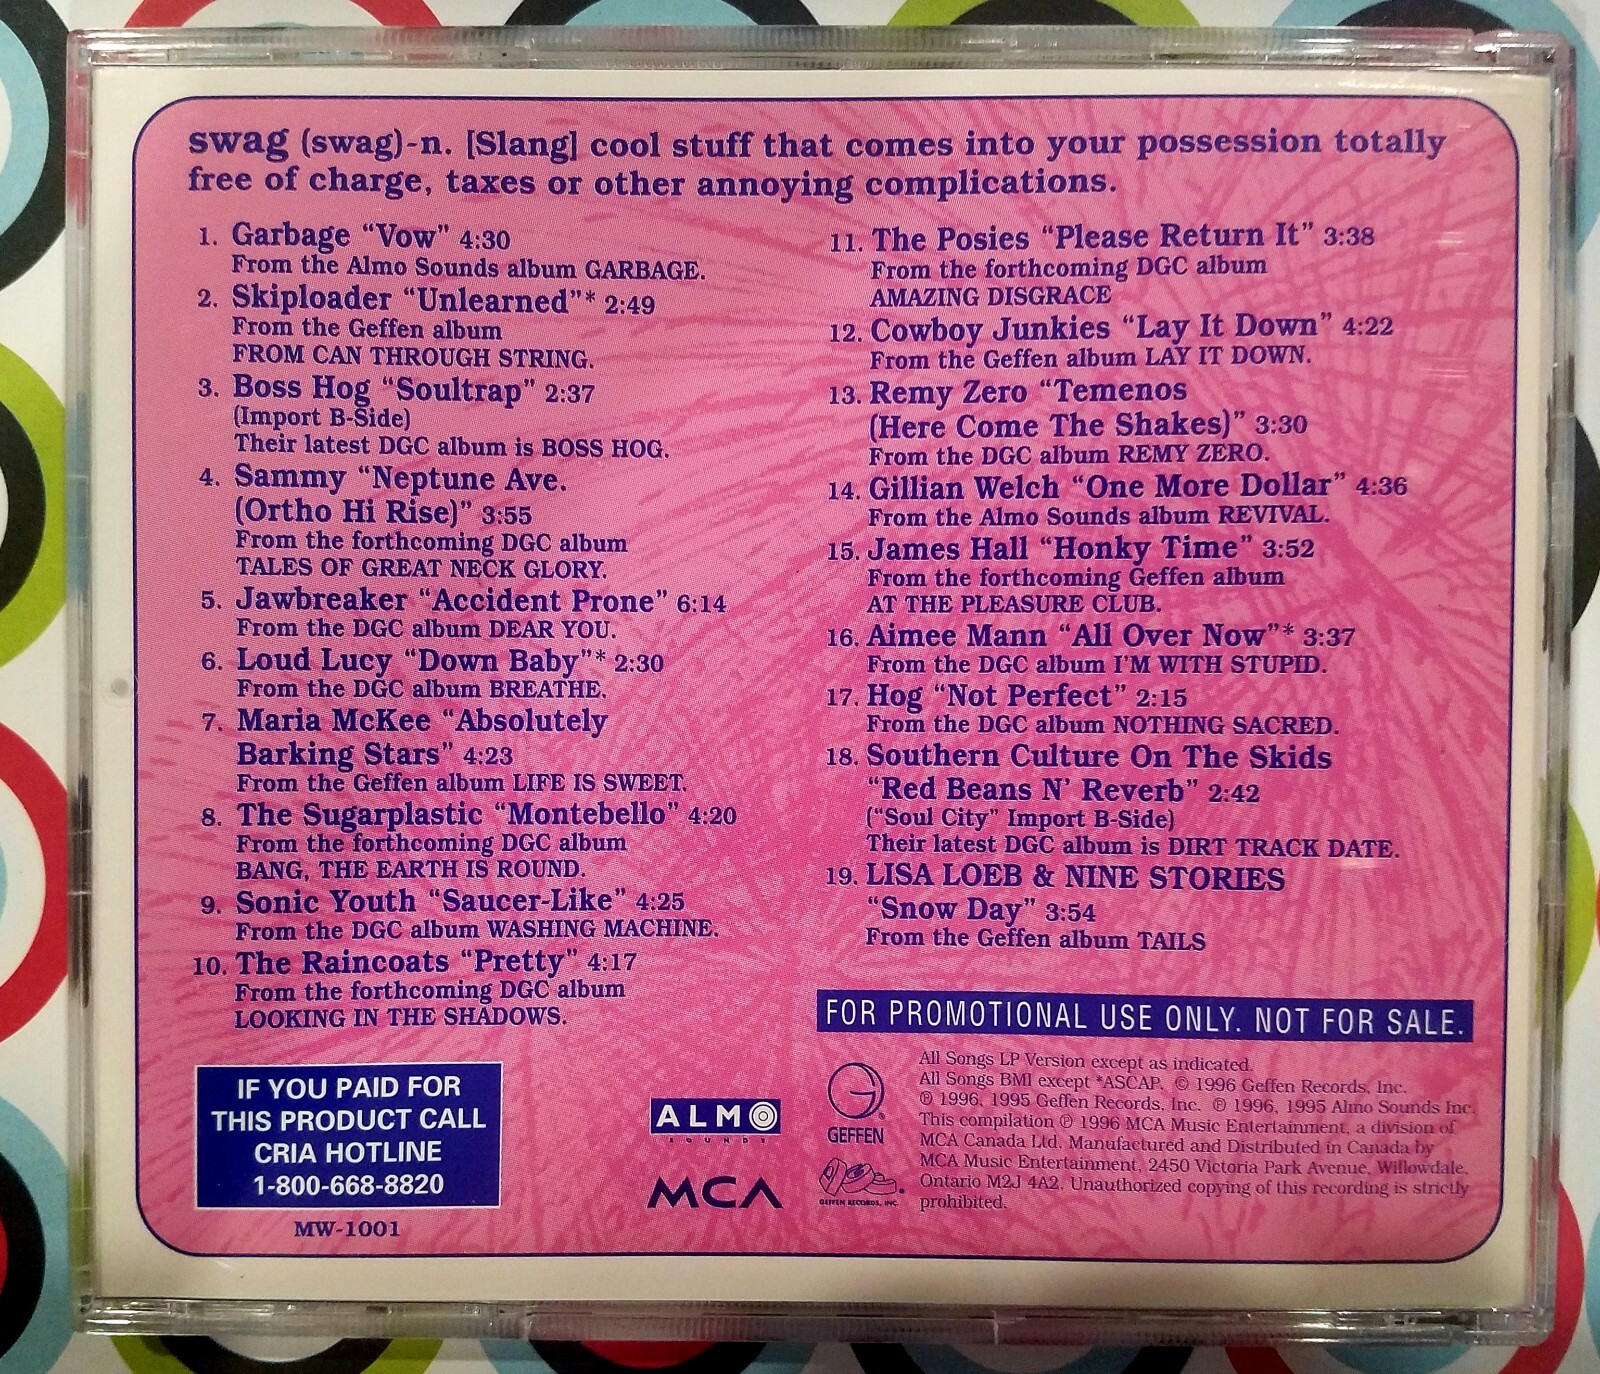 swag (swag)-n. [Slang] cool stuff that comes into your possession totally
free of charge, taxes or other annoying complications.
1. Garbage “Vow” 4:30
From the Almo Sounds album GARBAGE.
2. Skiploader “Unlearned”* 2:49
From the Geffen album
FROM CAN THROUGH STRING.
3. Boss Hog “Soultrap” 2:37
(Import B-Side)
Their latest DGC album is BOSS HOG.
4. Sammy “Neptune Ave.
(Ortho Hi Rise)” 3:55
From the forthcoming DGC album
TALES OF GREAT NECK GLORY.
5. Jawbreaker “Accident Prone” 6:14
From the DGC album DEAR YOU.
6. Loud Lucy “Down Baby”* 2:30
From the DGC album BREATHE.
7. Maria McKee “Absolutely
Barking Stars” 4:23
From the Geffen album LIFE IS SWEET.
8. The Sugarplastic “Montebello” 4:20
From the forthcoming DGC album
BANG, THE EARTH IS ROUND.
9. Sonic Youth “Saucer-Like” 4:25
From the DGC album WASHING MACHINE.
10. The Raincoats “Pretty” 4:17
From the forthcoming DGC album
LOOKING IN THE SHADOWS.
11. The Posies “Please Return It” 3:38
From the forthcoming DGC album
AMAZING DISGRACE
12. Cowboy Junkies “Lay It Down” 4:22
From the Geffen album LAY IT DOWN.
13. Remy Zero “Temenos
(Here Come The Shakes)” 3:30
From the DGC album REMY ZERO.
14. Gillian Welch “One More Dollar” 4:36
From the Almo Sounds album REVIVAL.
15. James Hall “Honky Time” 3:52
From the forthcoming Geffen album
AT THE PLEASURE CLUB.
16. Aimee Mann “All Over Now”* 3:37
From the DGC album I'M WITH STUPID.
17. Hog “Not Perfect” 2:15
From the DGC album NOTHING SACRED.
18. Southern Culture On The Skids
“Red Beans N’ Reverb” 2:42
(“Soul City” Import B-Side)
Their latest DGC album is DIRT TRACK DATE.
19. LISA LOEB & NINE STORIES
“Snow Day” 3:54
From the Geffen album TAILS
FOR PROMOTIONAL USE ONLY. NOT FOR SALE.
IF YOU PAID FOR
THIS PRODUCT CALL
CRIA HOTLINE
1-800-668-8820
MW-1001
ALMO
SOUNDS
MCA
GEFFEN
GEFFEN RECORDS, INC.
All Songs LP Version except as indicated.
All Songs BMI except *ASCAP. © 1996 Geffen Records, Inc.
℗ 1996, 1995 Geffen Records, Inc. ℗ 1996, 1995 Almo Sounds Inc.
This compilation ℗ 1996 MCA Music Entertainment, a division of
MCA Canada Ltd. Manufactured and Distributed in Canada by
MCA Music Entertainment, 2450 Victoria Park Avenue, Willowdale,
Ontario M2J 4A2. Unauthorized copying of this recording is strictly
prohibited.